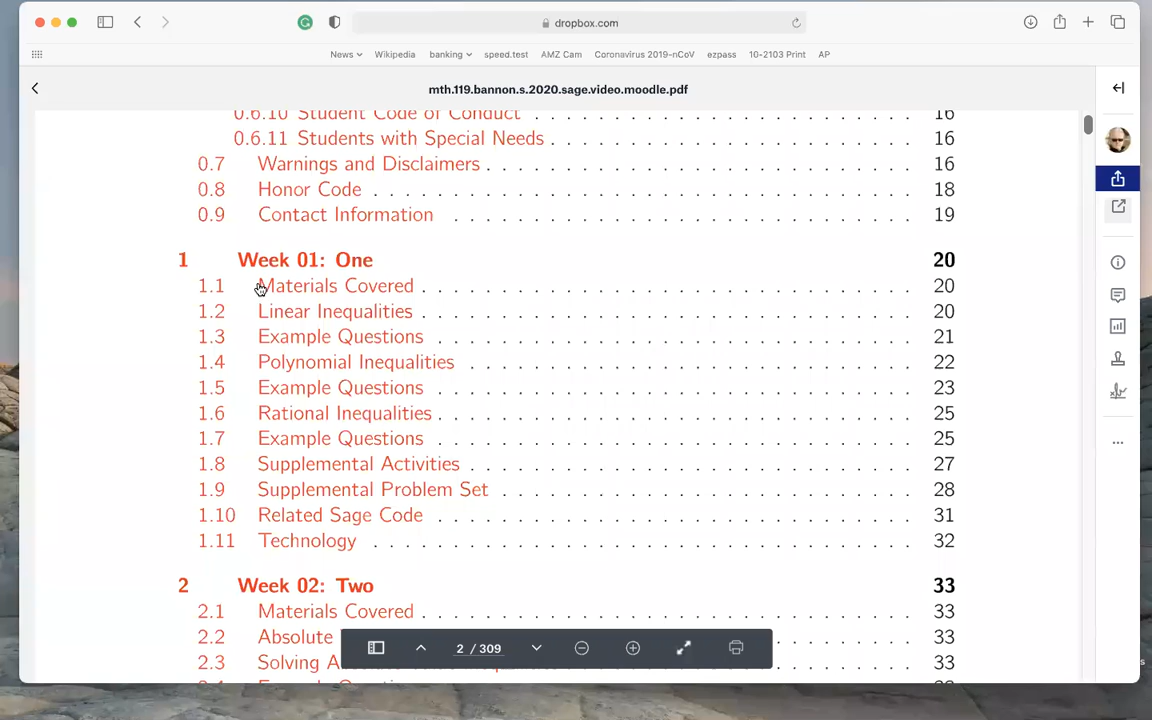 dropbox.com
News
Wikipedia
banking
speed.test
AMZ Cam
Coronavirus 2019-nCoV
ezpass
10-2103 Print
AP
mth.119.bannon.s.2020.sage.video.moodle.pdf
0.6.10 Student Code of Conduct . . . 16
0.6.11 Students with Special Needs . . . 16
0.7 Warnings and Disclaimers . . . 16
0.8 Honor Code . . . 18
0.9 Contact Information . . . 19
1 Week 01: One 20
1.1 Materials Covered . . . 20
1.2 Linear Inequalities . . . 20
1.3 Example Questions . . . 21
1.4 Polynomial Inequalities . . . 22
1.5 Example Questions . . . 23
1.6 Rational Inequalities . . . 25
1.7 Example Questions . . . 25
1.8 Supplemental Activities . . . 27
1.9 Supplemental Problem Set . . . 28
1.10 Related Sage Code . . . 31
1.11 Technology . . . 32
2 Week 02: Two 33
2.1 Materials Covered . . . 33
2.2 Absolute . . . 33
2.3 Solving . . . 33
2 / 309